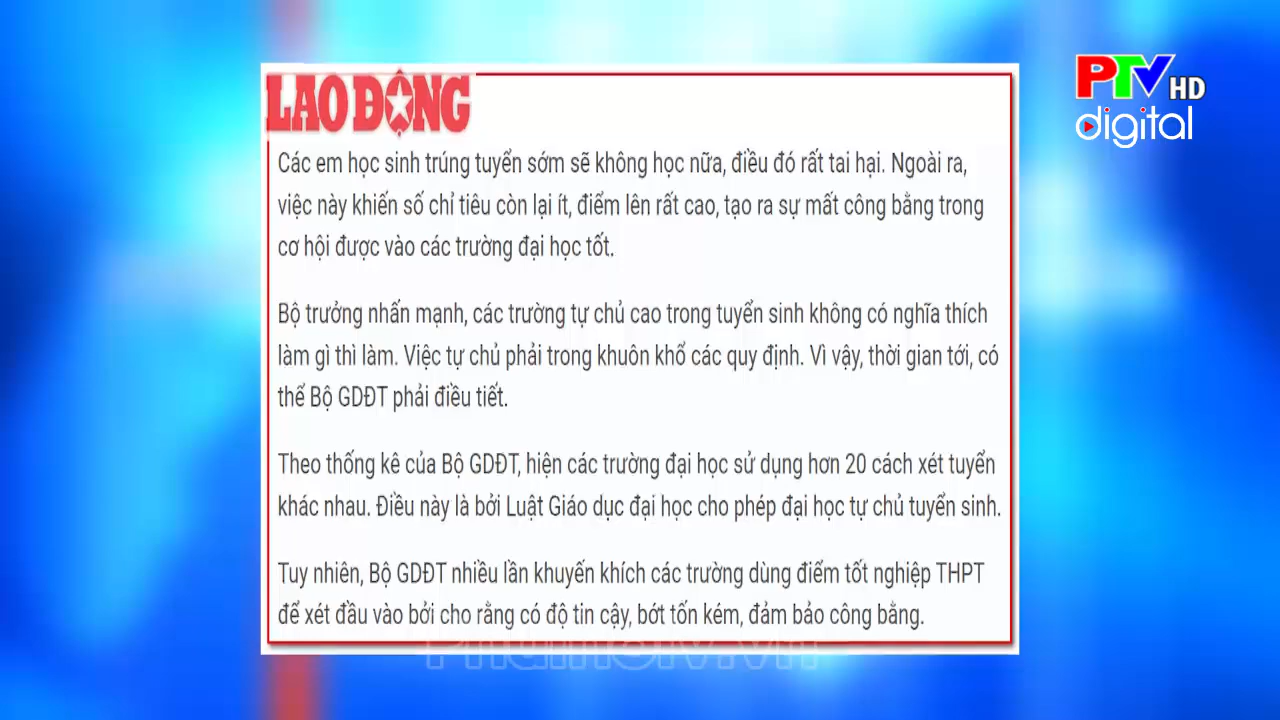 LAO ĐỘNG
PTV HD
digital
Các em học sinh trúng tuyển sớm sẽ không học nữa, điều đó rất tai hại. Ngoài ra,
việc này khiến số chỉ tiêu còn lại ít, điểm lên rất cao, tạo ra sự mất công bằng trong
cơ hội được vào các trường đại học tốt.
Bộ trưởng nhấn mạnh, các trường tự chủ cao trong tuyển sinh không có nghĩa thích
làm gì thì làm. Việc tự chủ phải trong khuôn khổ các quy định. Vì vậy, thời gian tới, có
thể Bộ GDĐT phải điều tiết.
Theo thống kê của Bộ GDĐT, hiện các trường đại học sử dụng hơn 20 cách xét tuyển
khác nhau. Điều này là bởi Luật Giáo dục đại học cho phép đại học tự chủ tuyển sinh.
Tuy nhiên, Bộ GDĐT nhiều lần khuyến khích các trường dùng điểm tốt nghiệp THPT
để xét đầu vào bởi cho rằng có độ tin cậy, bớt tốn kém, đảm bảo công bằng.